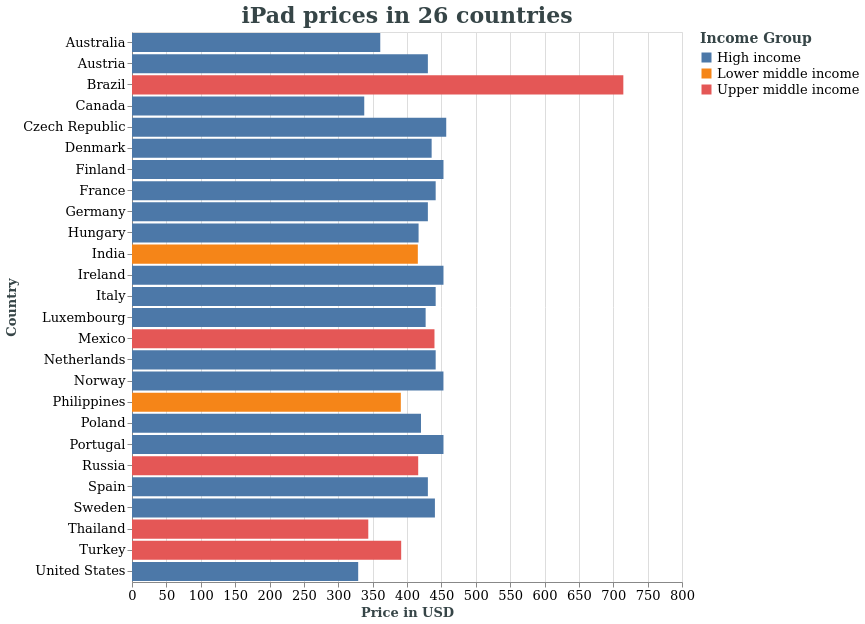 iPad prices in 26 countries
Income Group
High income
Lower middle income
Upper middle income
Country
Australia
Austria
Brazil
Canada
Czech Republic
Denmark
Finland
France
Germany
Hungary
India
Ireland
Italy
Luxembourg
Mexico
Netherlands
Norway
Philippines
Poland
Portugal
Russia
Spain
Sweden
Thailand
Turkey
United States
0 50 100 150 200 250 300 350 400 450 500 550 600 650 700 750 800
Price in USD